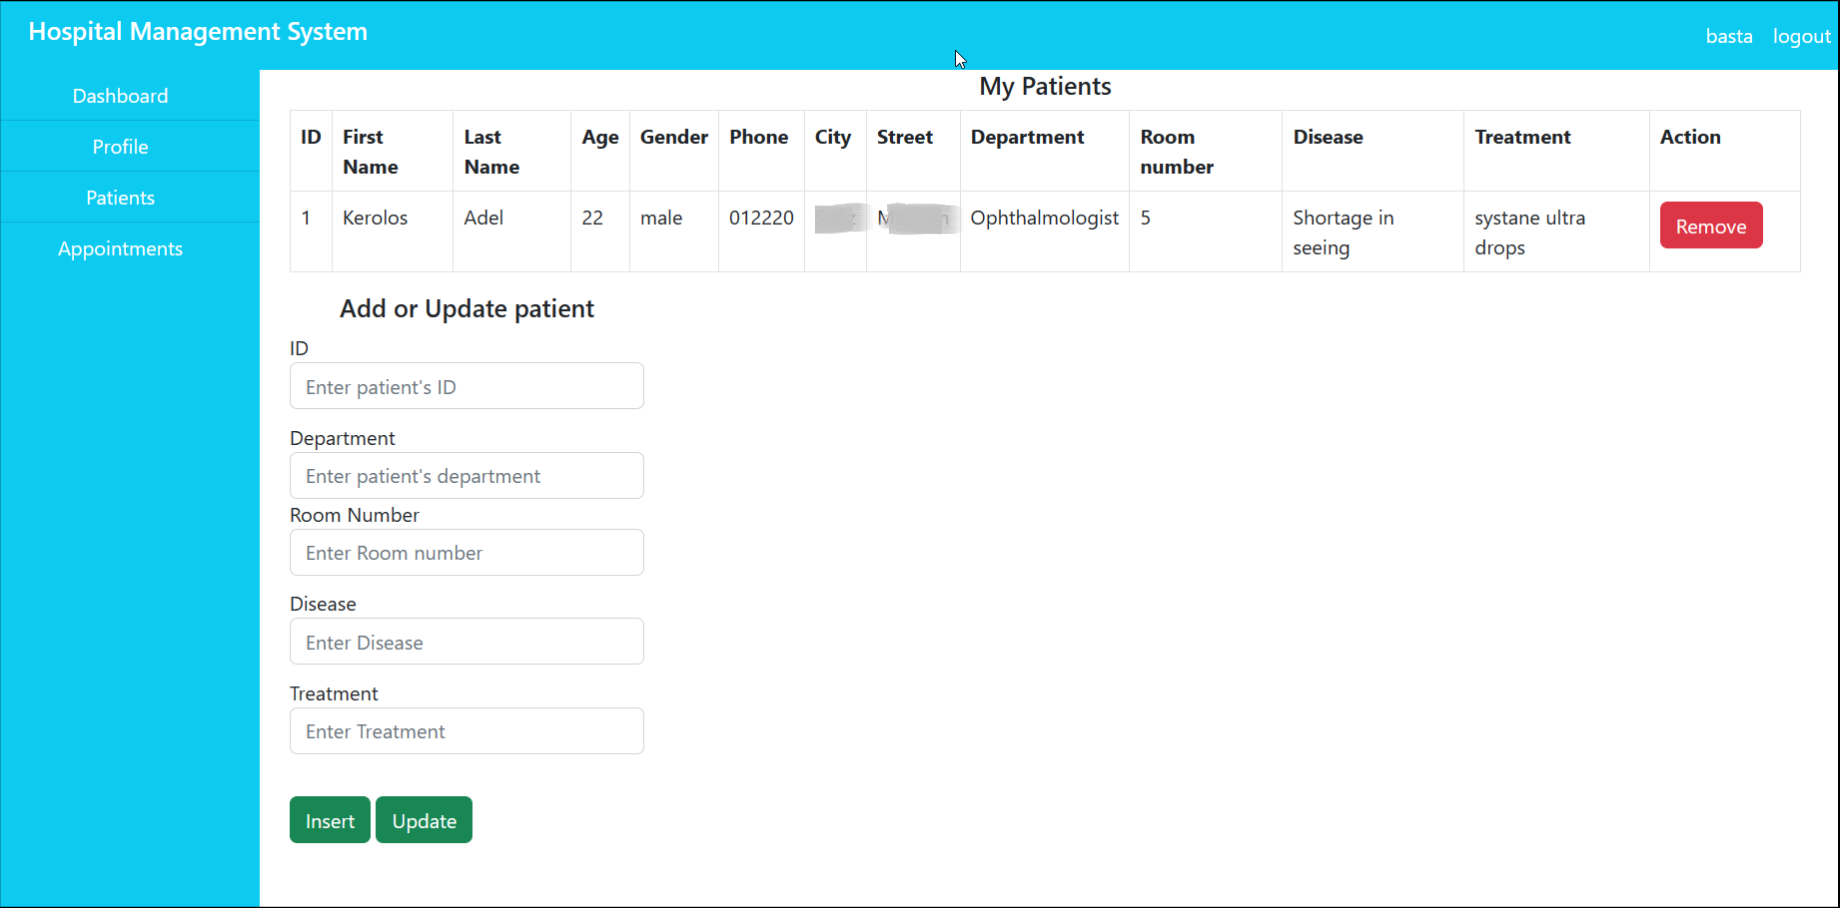 Hospital Management System
basta logout
Dashboard
Profile
Patients
Appointments
My Patients
ID First Name Last Name Age Gender Phone City Street Department Room number Disease Treatment Action
1 Kerolos Adel 22 male 012220 Ophthalmologist 5 Shortage in seeing systane ultra drops Remove
Add or Update patient
ID
Enter patient's ID
Department
Enter patient's department
Room Number
Enter Room number
Disease
Enter Disease
Treatment
Enter Treatment
Insert Update